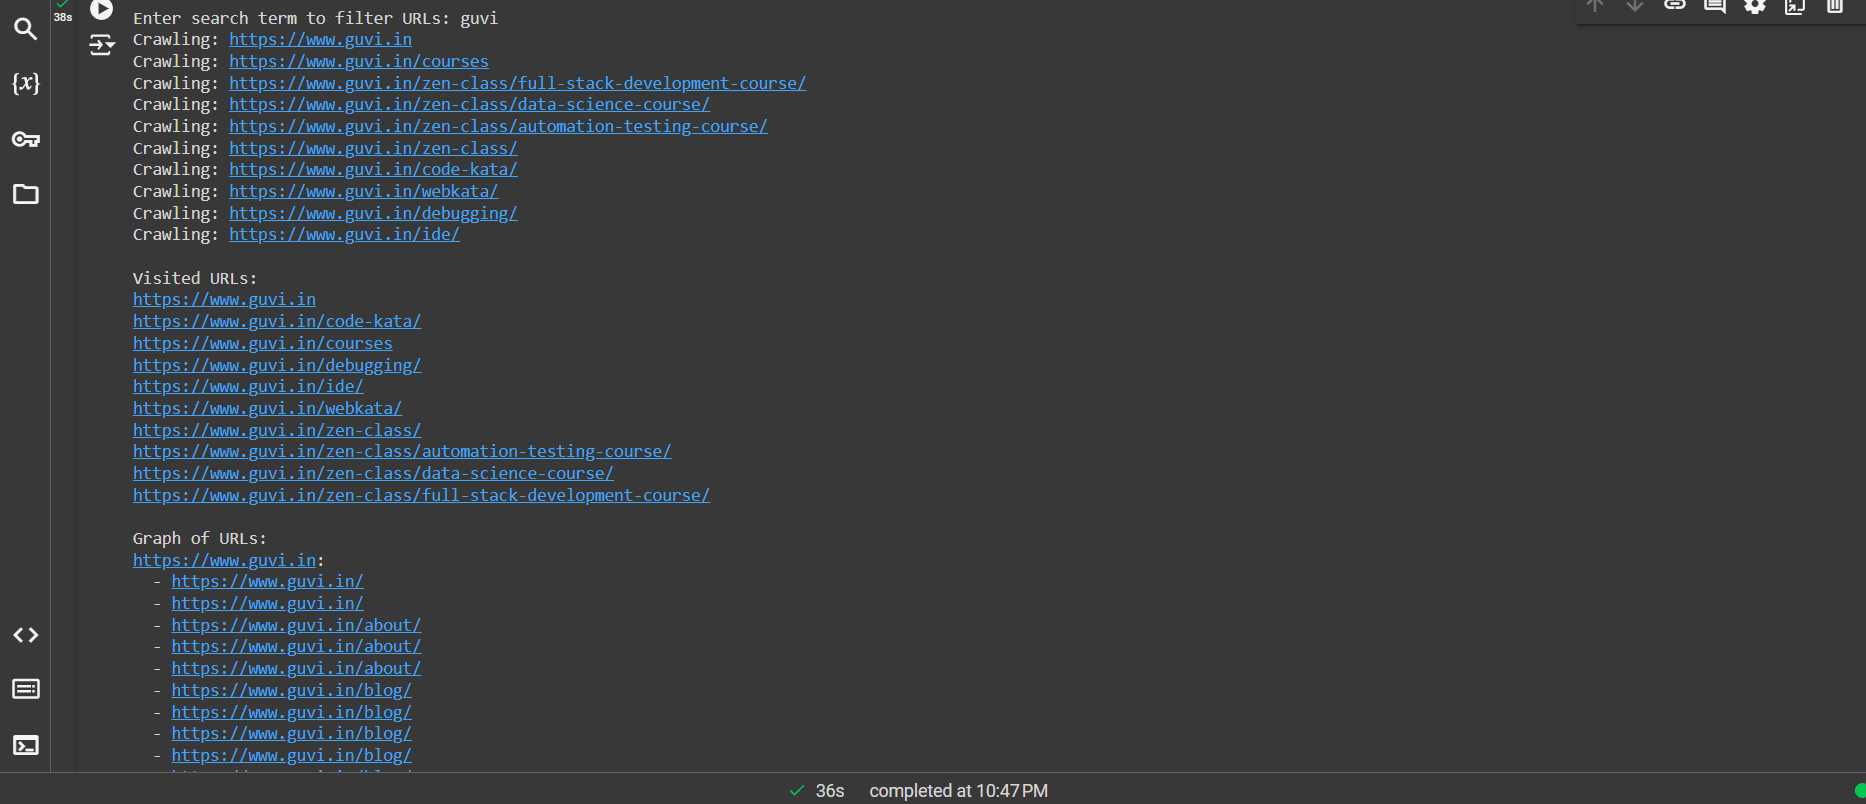 38s
Enter search term to filter URLs: guvi
Crawling: https://www.guvi.in
Crawling: https://www.guvi.in/courses
{x}
Crawling: https://www.guvi.in/zen-class/full-stack-development-course/
Crawling: https://www.guvi.in/zen-class/data-science-course/
Crawling: https://www.guvi.in/zen-class/automation-testing-course/
Crawling: https://www.guvi.in/zen-class/
Crawling: https://www.guvi.in/code-kata/
Crawling: https://www.guvi.in/webkata/
Crawling: https://www.guvi.in/debugging/
Crawling: https://www.guvi.in/ide/
Visited URLs:
https://www.guvi.in
https://www.guvi.in/code-kata/
https://www.guvi.in/courses
https://www.guvi.in/debugging/
https://www.guvi.in/ide/
https://www.guvi.in/webkata/
https://www.guvi.in/zen-class/
https://www.guvi.in/zen-class/automation-testing-course/
https://www.guvi.in/zen-class/data-science-course/
https://www.guvi.in/zen-class/full-stack-development-course/
Graph of URLs:
https://www.guvi.in:
- https://www.guvi.in/
- https://www.guvi.in/
- https://www.guvi.in/about/
- https://www.guvi.in/about/
- https://www.guvi.in/about/
- https://www.guvi.in/blog/
- https://www.guvi.in/blog/
- https://www.guvi.in/blog/
- https://www.guvi.in/blog/
36s completed at 10:47 PM